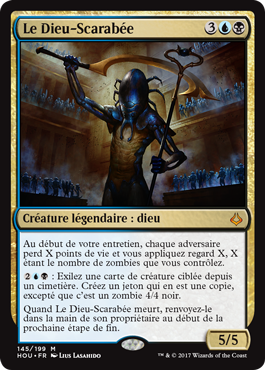 Le Dieu-Scarabée 3
Créature légendaire : dieu
Au début de votre entretien, chaque adversaire
perd X points de vie et vous appliquez regard X, X
étant le nombre de zombies que vous contrôlez.
2 : Exilez une carte de créature ciblée depuis
un cimetière. Créez un jeton qui en est une copie,
excepté que c'est un zombie 4/4 noir.
Quand Le Dieu-Scarabée meurt, renvoyez-le
dans la main de son propriétaire au début de la
prochaine étape de fin.
5/5
145/199 M
HOU • FR Lius Lasahido
™ & © 2017 Wizards of the Coast